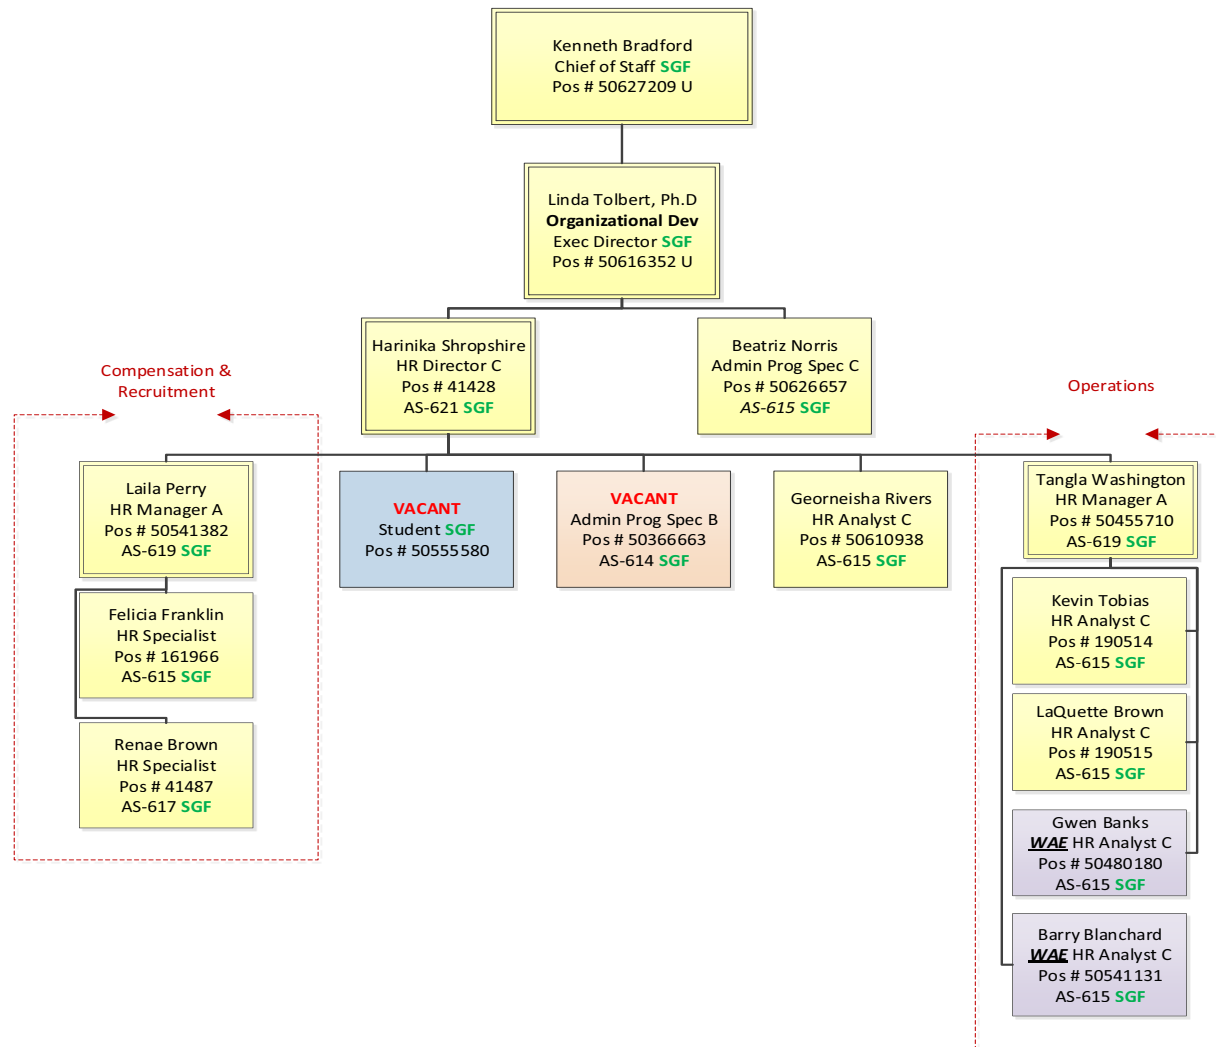 Kenneth Bradford
Chief of Staff SGF
Pos # 50627209 U
Linda Tolbert, Ph.D
Organizational Dev
Exec Director SGF
Pos # 50616352 U
Harinika Shropshire
HR Director C
Pos # 41428
AS-621 SGF
Beatriz Norris
Admin Prog Spec C
Pos # 50626657
AS-615 SGF
Compensation &
Recruitment
Operations
Laila Perry
HR Manager A
Pos # 50541382
AS-619 SGF
VACANT
Student SGF
Pos # 50555580
VACANT
Admin Prog Spec B
Pos # 50366663
AS-614 SGF
Georneisha Rivers
HR Analyst C
Pos # 50610938
AS-615 SGF
Tangla Washington
HR Manager A
Pos # 50455710
AS-619 SGF
Felicia Franklin
HR Specialist
Pos # 161966
AS-615 SGF
Renae Brown
HR Specialist
Pos # 41487
AS-617 SGF
Kevin Tobias
HR Analyst C
Pos # 190514
AS-615 SGF
LaQuette Brown
HR Analyst C
Pos # 190515
AS-615 SGF
Gwen Banks
WAE HR Analyst C
Pos # 50480180
AS-615 SGF
Barry Blanchard
WAE HR Analyst C
Pos # 50541131
AS-615 SGF